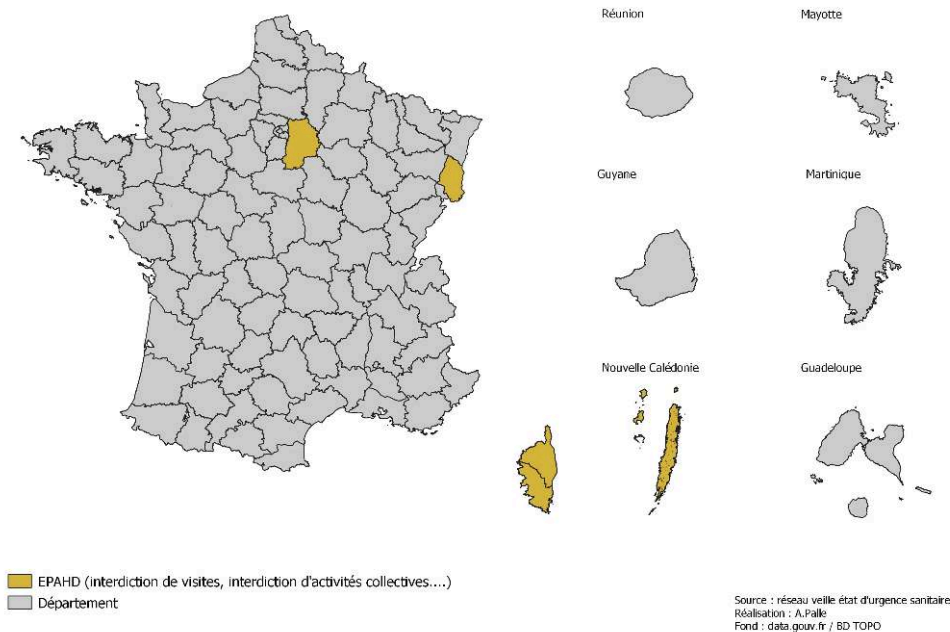 Réunion
Mayotte
Guyane
Martinique
Nouvelle Calédonie
Guadeloupe
EPAHD (interdiction de visites, interdiction d'activités collectives....)
Département
Source : réseau veille état d'urgence sanitaire
Réalisation : A.Palle
Fond : data.gouv.fr / BD TOPO